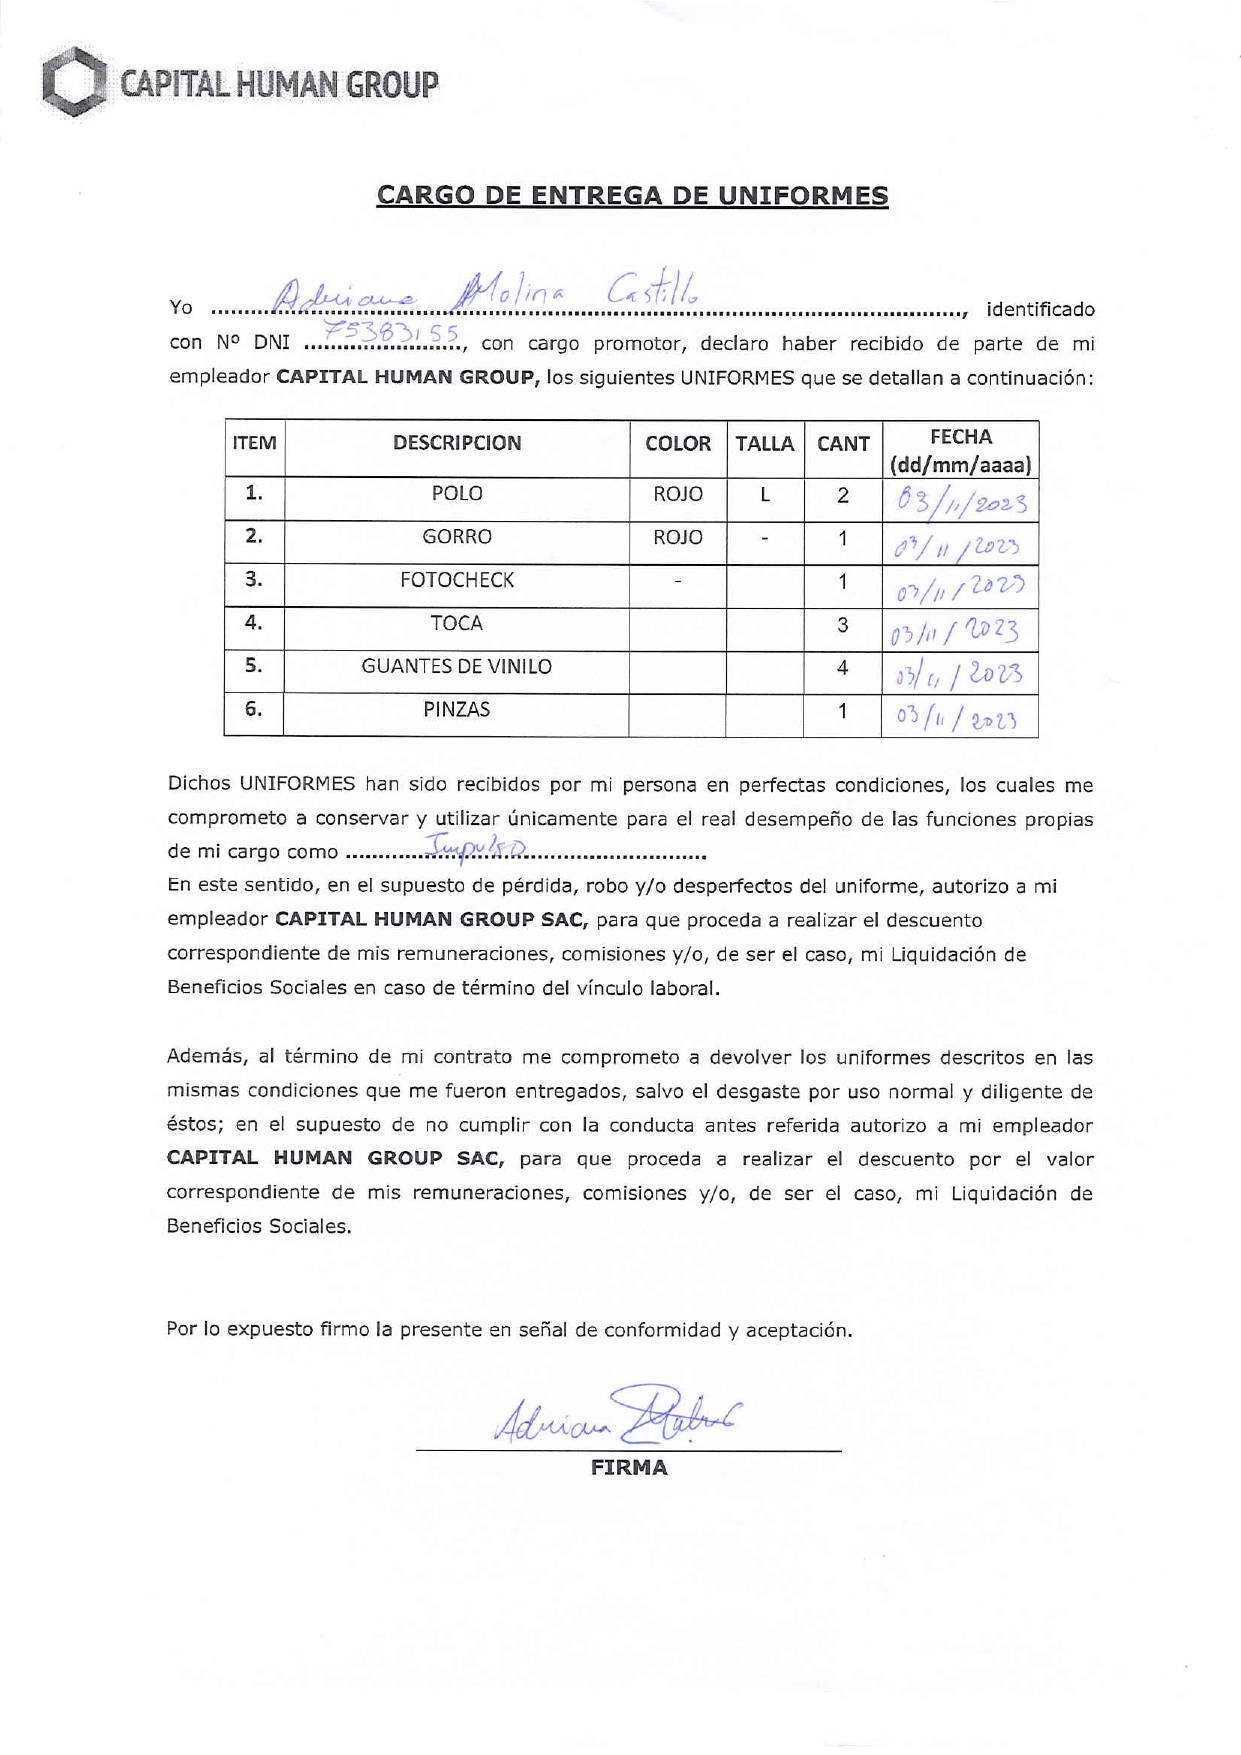 CAPITAL HUMAN GROUP
CARGO DE ENTREGA DE UNIFORMES
Yo Adriana Molina Castillo, identificado
con Nº DNI 75383155, con cargo promotor, declaro haber recibido de parte de mi
empleador CAPITAL HUMAN GROUP, los siguientes UNIFORMES que se detallan a continuación:
ITEM DESCRIPCION COLOR TALLA CANT FECHA (dd/mm/aaaa)
1. POLO ROJO L 2 03/11/2023
2. GORRO ROJO - 1 03/11/2023
3. FOTOCHECK - 1 03/11/2023
4. TOCA 3 03/11/2023
5. GUANTES DE VINILO 4 03/11/2023
6. PINZAS 1 03/11/2023
Dichos UNIFORMES han sido recibidos por mi persona en perfectas condiciones, los cuales me
comprometo a conservar y utilizar únicamente para el real desempeño de las funciones propias
de mi cargo como Impulso
En este sentido, en el supuesto de pérdida, robo y/o desperfectos del uniforme, autorizo a mi
empleador CAPITAL HUMAN GROUP SAC, para que proceda a realizar el descuento
correspondiente de mis remuneraciones, comisiones y/o, de ser el caso, mi Liquidación de
Beneficios Sociales en caso de término del vínculo laboral.
Además, al término de mi contrato me comprometo a devolver los uniformes descritos en las
mismas condiciones que me fueron entregados, salvo el desgaste por uso normal y diligente de
éstos; en el supuesto de no cumplir con la conducta antes referida autorizo a mi empleador
CAPITAL HUMAN GROUP SAC, para que proceda a realizar el descuento por el valor
correspondiente de mis remuneraciones, comisiones y/o, de ser el caso, mi Liquidación de
Beneficios Sociales.
Por lo expuesto firmo la presente en señal de conformidad y aceptación.
Adriana
FIRMA